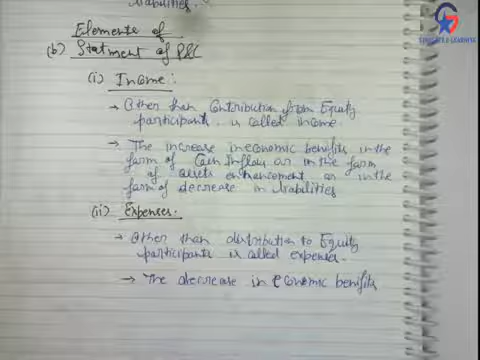 liabilities.
Elements of
(b) Statment of P&L
(i) Income:
→ Other than Contribution from Equity
participants is called income.
→ The increase in economic benefits in the
form of Cash Inflow or in the form
of assets enhancement or in the
form of decrease in liabilities
(ii) Expenses:
→ Other than distribution to Equity
participants is called expenses.
→ The decrease in economic benefits